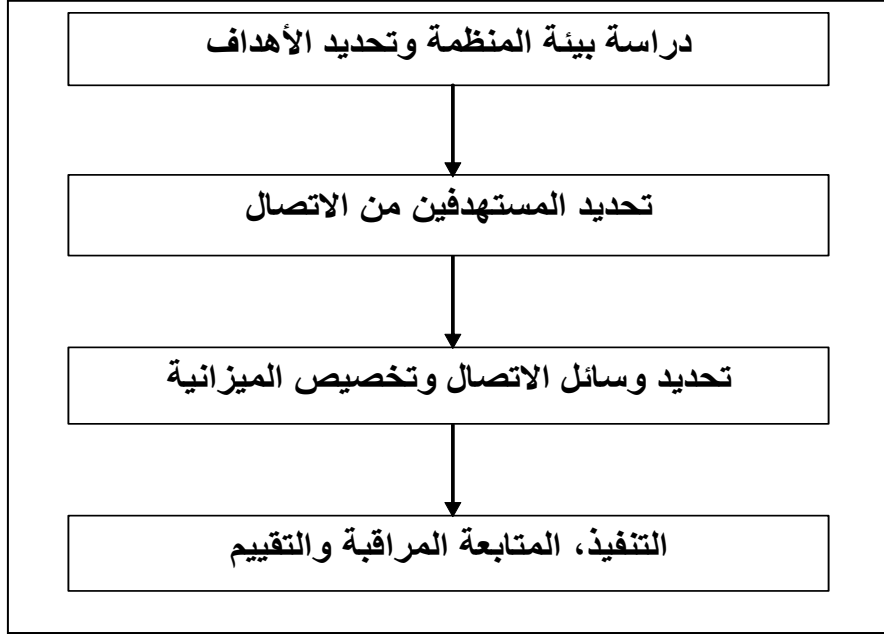 دراسة بيئة المنظمة وتحديد الأهداف
تحديد المستهدفين من الاتصال
تحديد وسائل الاتصال وتخصيص الميزانية
التنفيذ، المتابعة المراقبة والتقييم